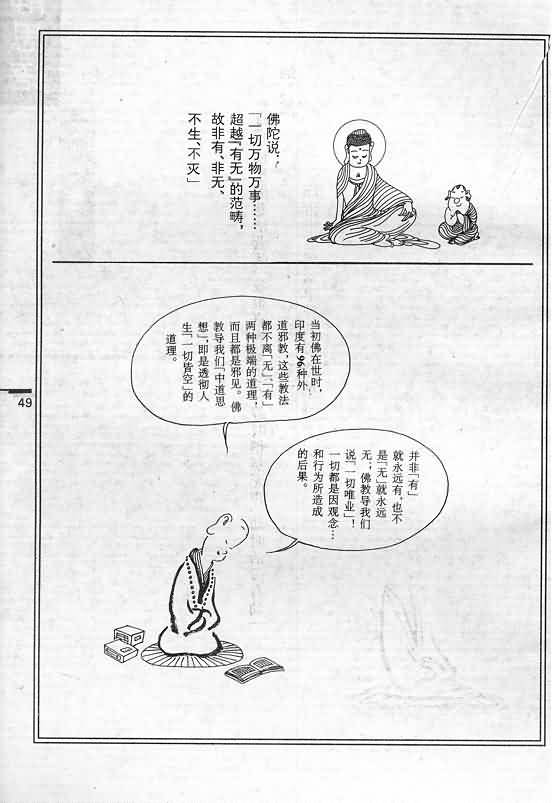 佛陀说：
「一切万物万事……
超越『有无』的范畴，
故非有、非无、
不生、不灭」
当初佛在世时，
印度有96种外
道邪教，这些教法
都不离「无」「有」
两种极端的道理，
而且都是邪见。佛
教导我们「中道思
想」，即是透彻人
生「一切皆空」的
道理。
并非「有」
就永远有，也不
是「无」就永远
无；佛教导我们
说「一切唯业」！
一切都是因观念…
和行为所造成
的后果。
49